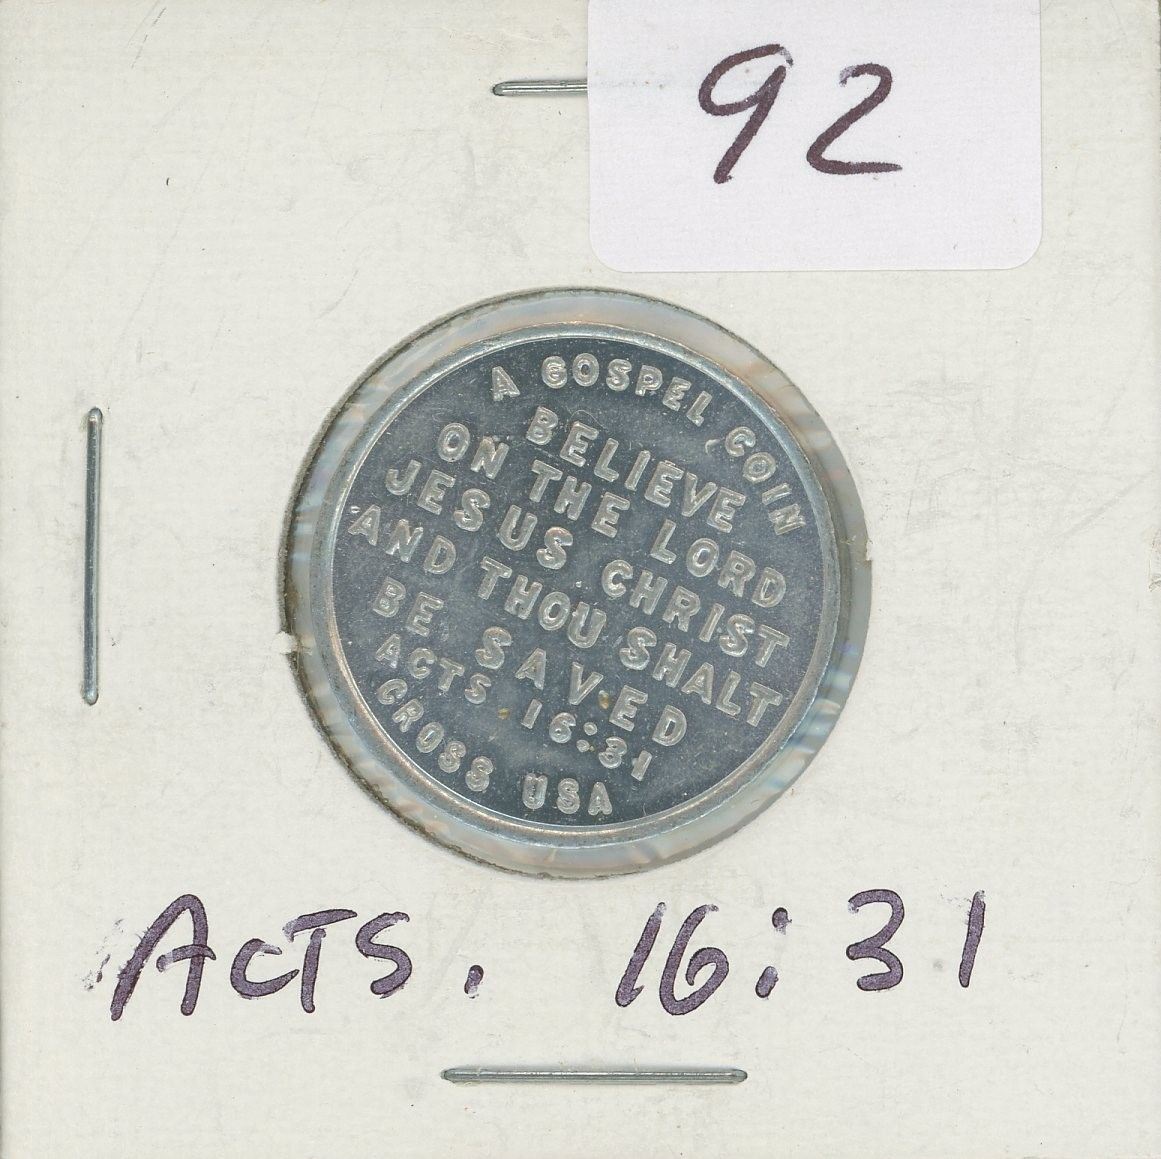 92
A GOSPEL COIN
BELIEVE
ON THE LORD
JESUS CHRIST
AND THOU SHALT
BE SAVED
ACTS 16:31
CROSS USA
ACTS. 16:31